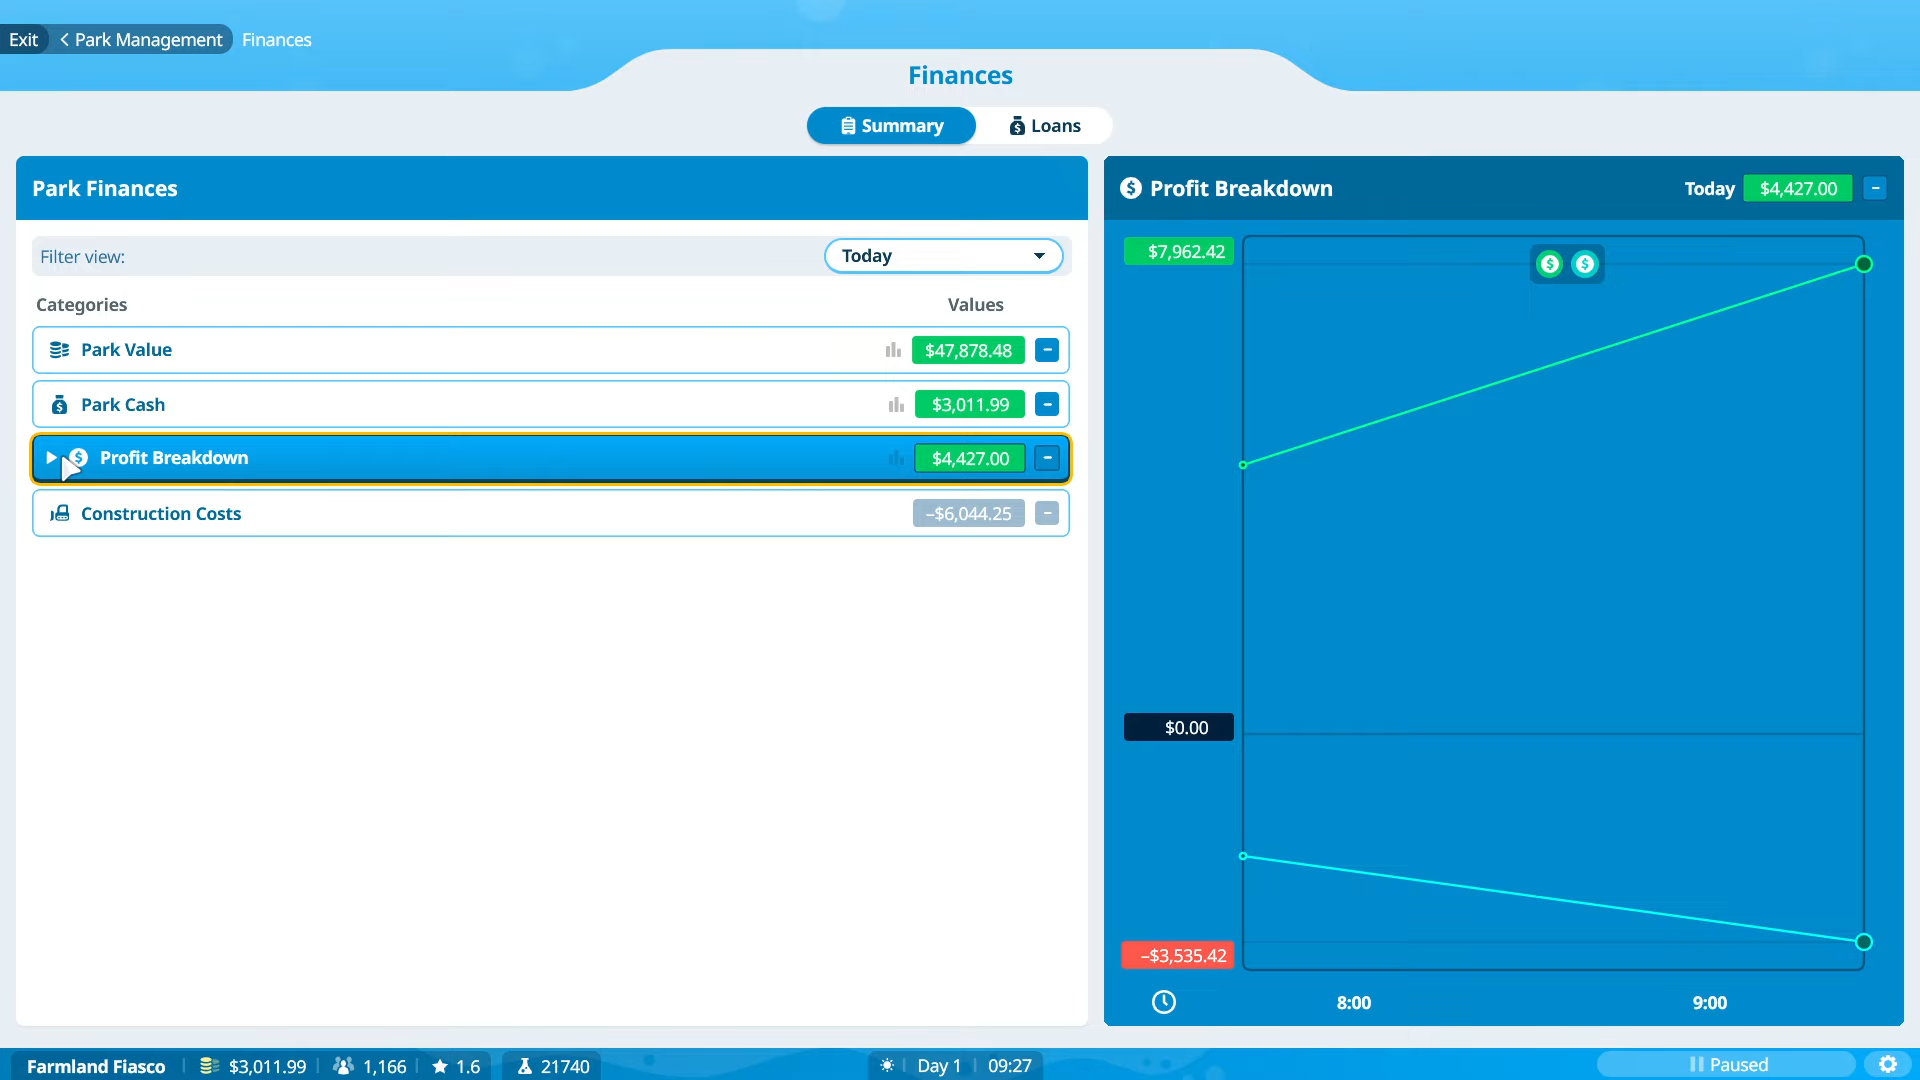 Exit
Park Management
Finances
Finances
Summary
Loans
Park Finances
Filter view:
Today
Categories
Values
Park Value
$47,878.48
Park Cash
$3,011.99
Profit Breakdown
$4,427.00
Construction Costs
–$6,044.25
Profit Breakdown
Today
$4,427.00
$7,962.42
$0.00
–$3,535.42
8:00
9:00
Farmland Fiasco
$3,011.99
1,166
1.6
21740
Day 1
09:27
Paused